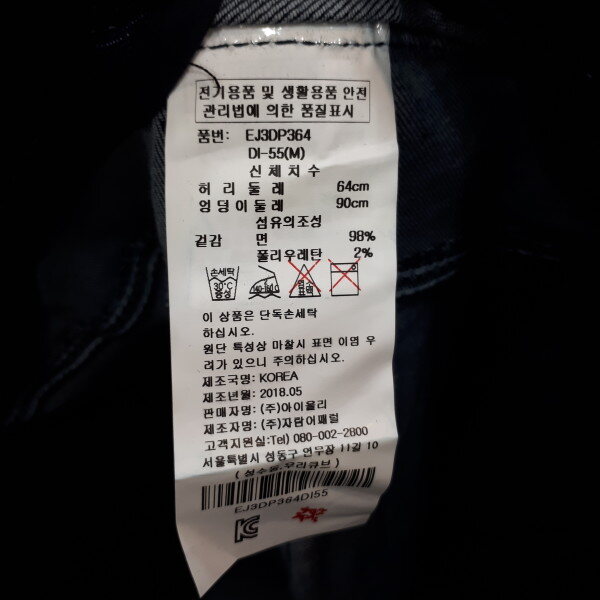 전기용품 및 생활용품 안전
관리법에 의한 품질표시
품번: EJ3DP364
DI-55(M)
신 체 치 수
허 리 둘 레 64cm
엉덩이둘레 90cm
섬유의조성
겉감 면 98%
폴리우레탄 2%
손세탁
30°C
중성
이 상품은 단독손세탁
하십시오.
원단 특성상 마찰시 표면 이염 우
려가 있으니 주의하십시오.
제조국명: KOREA
제조년월: 2018.05
판매자명: (주)아이올리
제조자명: (주)자람어패럴
고객지원실:Tel) 080-002-2800
서울특별시 성동구 연무장 11길 10
(성수동,우리큐브)
EJ3DP364DI55